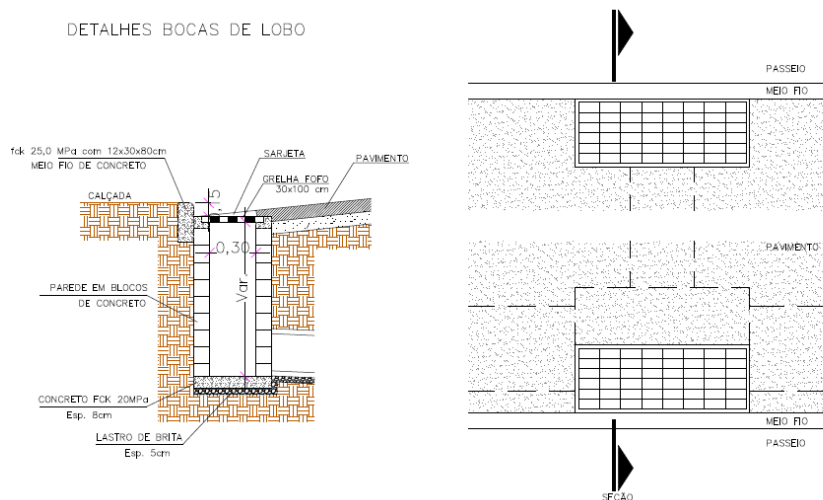 DETALHES BOCAS DE LOBO
fck 25,0 MPa com 12x30x80cm
MEIO FIO DE CONCRETO
CALÇADA
0,15
SARJETA
GRELHA FOFO
30x100 cm
PAVIMENTO
0,30
Var.
PAREDE EM BLOCOS
DE CONCRETO
CONCRETO FCK 20MPa
Esp. 8cm
LASTRO DE BRITA
Esp. 5cm
PASSEIO
MEIO FIO
PAVIMENTO
MEIO FIO
PASSEIO
SEÇÃO